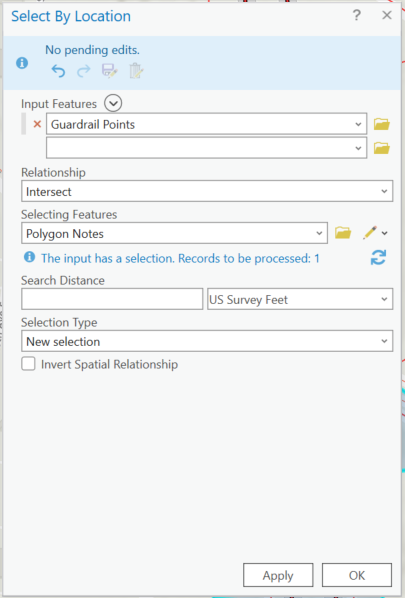 Select By Location ?
No pending edits.
Input Features
Guardrail Points
Relationship
Intersect
Selecting Features
Polygon Notes
The input has a selection. Records to be processed: 1
Search Distance
US Survey Feet
Selection Type
New selection
Invert Spatial Relationship
Apply OK